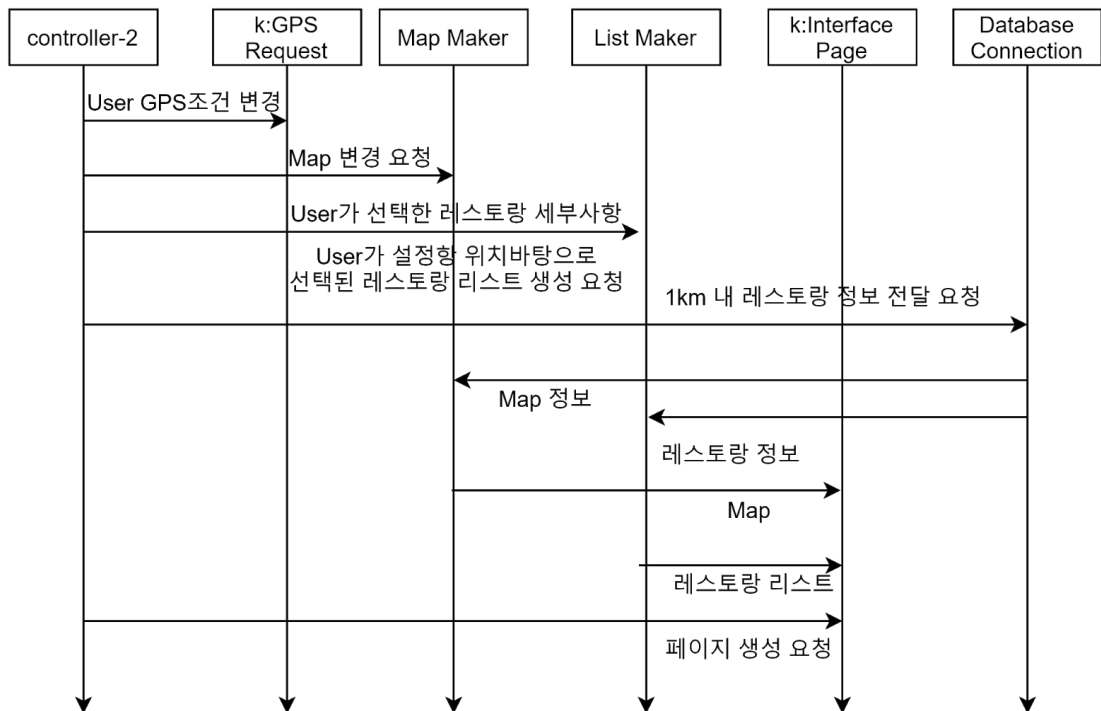 controller-2
k:GPS
Request
Map Maker
List Maker
k:Interface
Page
Database
Connection
User GPS조건 변경
Map 변경 요청
User가 선택한 레스토랑 세부사항
User가 설정항 위치바탕으로
선택된 레스토랑 리스트 생성 요청
1km 내 레스토랑 정보 전달 요청
Map 정보
레스토랑 정보
Map
레스토랑 리스트
페이지 생성 요청